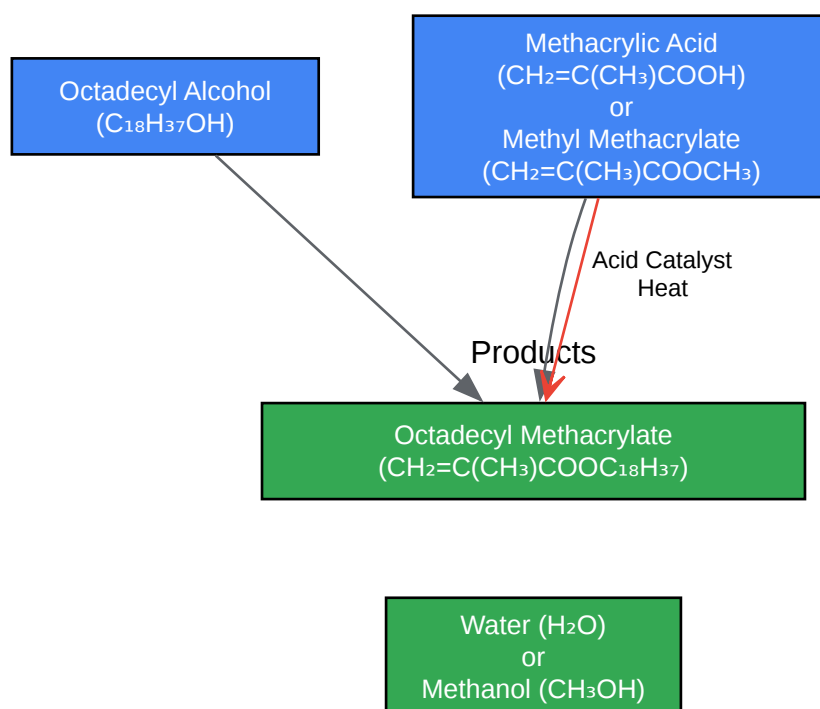 Octadecyl Alcohol
(C₁₈H₃₇OH)
Methacrylic Acid
(CH₂=C(CH₃)COOH)
or
Methyl Methacrylate
(CH₂=C(CH₃)COOCH₃)
Acid Catalyst
Heat
Products
Octadecyl Methacrylate
(CH₂=C(CH₃)COOC₁₈H₃₇)
Water (H₂O)
or
Methanol (CH₃OH)